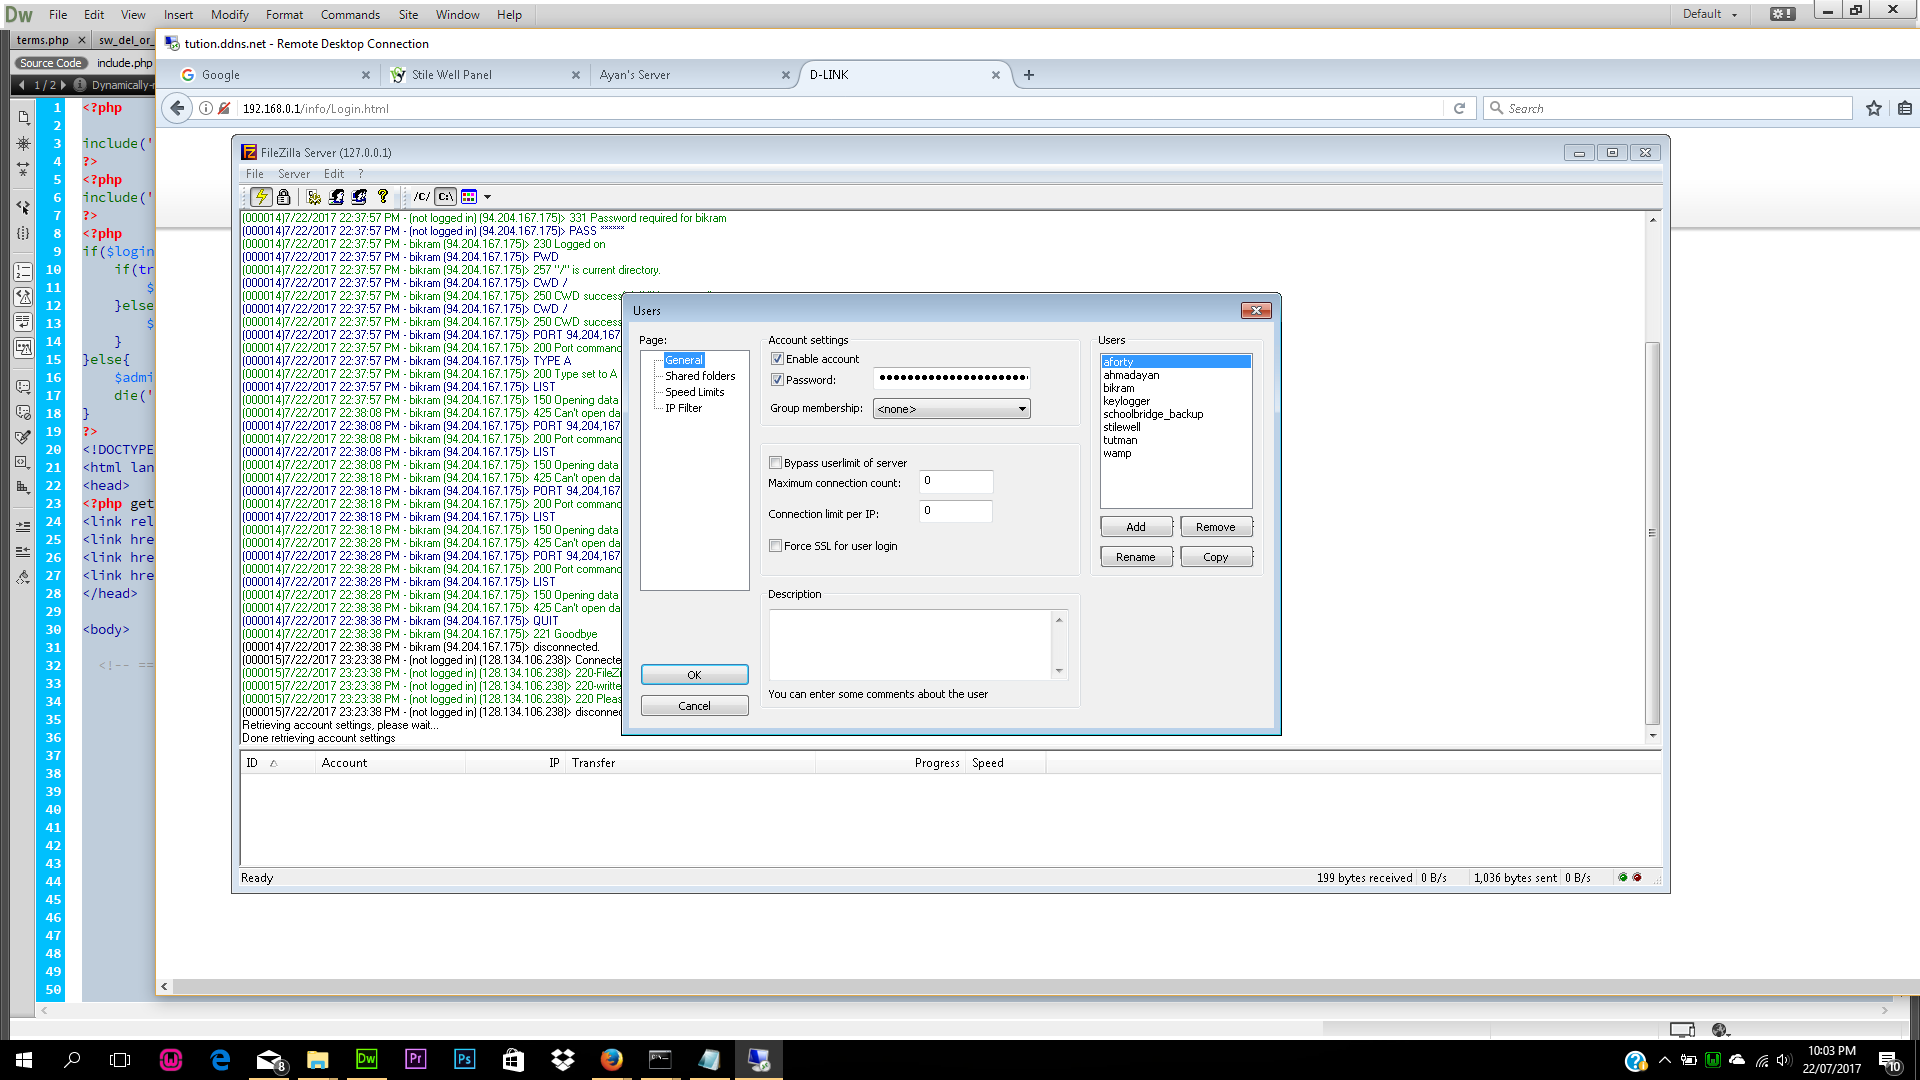 Dw File Edit View Insert Modify Format Commands Site Window Help Default
terms.php × sw_del_or_
tution.ddns.net - Remote Desktop Connection
Source Code include.php
1 / 2 Dynamically-r
Google Stile Well Panel Ayan's Server D-LINK
192.168.0.1/info/Login.html Search
FileZilla Server (127.0.0.1)
File Server Edit ?
/C/ C:\
1 <?php
2
3 include('
4 ?>
5 <?php
6 include('
7 ?>
8 <?php
9 if($login
10 if(tr
11 $
12 }else
13 $
14 }
15 }else{
16 $admi
17 die('
18 }
19 ?>
20 <!DOCTYPE
21 <html lan
22 <head>
23 <?php get
24 <link rel
25 <link hre
26 <link hre
27 <link hre
28 </head>
29
30 <body>
31
32 <!-- ==
33
34
35
36
37
38
39
40
41
42
43
44
45
46
47
48
49
50
(000014)7/22/2017 22:37:57 PM - (not logged in) (94.204.167.175)> 331 Password required for bikram
(000014)7/22/2017 22:37:57 PM - (not logged in) (94.204.167.175)> PASS ******
(000014)7/22/2017 22:37:57 PM - bikram (94.204.167.175)> 230 Logged on
(000014)7/22/2017 22:37:57 PM - bikram (94.204.167.175)> PWD
(000014)7/22/2017 22:37:57 PM - bikram (94.204.167.175)> 257 "/" is current directory.
(000014)7/22/2017 22:37:57 PM - bikram (94.204.167.175)> CWD /
(000014)7/22/2017 22:37:57 PM - bikram (94.204.167.175)> 250 CWD success
(000014)7/22/2017 22:37:57 PM - bikram (94.204.167.175)> CWD /
(000014)7/22/2017 22:37:57 PM - bikram (94.204.167.175)> 250 CWD success
(000014)7/22/2017 22:37:57 PM - bikram (94.204.167.175)> PORT 94,204,167
(000014)7/22/2017 22:37:57 PM - bikram (94.204.167.175)> 200 Port command
(000014)7/22/2017 22:37:57 PM - bikram (94.204.167.175)> TYPE A
(000014)7/22/2017 22:37:57 PM - bikram (94.204.167.175)> 200 Type set to A
(000014)7/22/2017 22:37:57 PM - bikram (94.204.167.175)> LIST
(000014)7/22/2017 22:37:57 PM - bikram (94.204.167.175)> 150 Opening data
(000014)7/22/2017 22:38:08 PM - bikram (94.204.167.175)> 425 Can't open da
(000014)7/22/2017 22:38:08 PM - bikram (94.204.167.175)> PORT 94,204,167
(000014)7/22/2017 22:38:08 PM - bikram (94.204.167.175)> 200 Port command
(000014)7/22/2017 22:38:08 PM - bikram (94.204.167.175)> LIST
(000014)7/22/2017 22:38:08 PM - bikram (94.204.167.175)> 150 Opening data
(000014)7/22/2017 22:38:18 PM - bikram (94.204.167.175)> 425 Can't open da
(000014)7/22/2017 22:38:18 PM - bikram (94.204.167.175)> PORT 94,204,167
(000014)7/22/2017 22:38:18 PM - bikram (94.204.167.175)> 200 Port command
(000014)7/22/2017 22:38:18 PM - bikram (94.204.167.175)> LIST
(000014)7/22/2017 22:38:18 PM - bikram (94.204.167.175)> 150 Opening data
(000014)7/22/2017 22:38:28 PM - bikram (94.204.167.175)> 425 Can't open da
(000014)7/22/2017 22:38:28 PM - bikram (94.204.167.175)> PORT 94,204,167
(000014)7/22/2017 22:38:28 PM - bikram (94.204.167.175)> 200 Port command
(000014)7/22/2017 22:38:28 PM - bikram (94.204.167.175)> LIST
(000014)7/22/2017 22:38:28 PM - bikram (94.204.167.175)> 150 Opening data
(000014)7/22/2017 22:38:38 PM - bikram (94.204.167.175)> 425 Can't open da
(000014)7/22/2017 22:38:38 PM - bikram (94.204.167.175)> QUIT
(000014)7/22/2017 22:38:38 PM - bikram (94.204.167.175)> 221 Goodbye
(000014)7/22/2017 22:38:38 PM - bikram (94.204.167.175)> disconnected.
(000015)7/22/2017 23:23:38 PM - (not logged in) (128.134.106.238)> Connecte
(000015)7/22/2017 23:23:38 PM - (not logged in) (128.134.106.238)> 220-FileZi
(000015)7/22/2017 23:23:38 PM - (not logged in) (128.134.106.238)> 220-writte
(000015)7/22/2017 23:23:38 PM - (not logged in) (128.134.106.238)> 220 Pleas
(000015)7/22/2017 23:23:38 PM - (not logged in) (128.134.106.238)> disconnec
Retrieving account settings, please wait...
Done retrieving account settings
Users
Page:
General
Shared folders
Speed Limits
IP Filter
OK
Cancel
Account settings
Enable account
Password:
Group membership: <none>
Bypass userlimit of server
Maximum connection count: 0
Connection limit per IP: 0
Force SSL for user login
Description
You can enter some comments about the user
Users
aforty
ahmadayan
bikram
keylogger
schoolbridge_backup
stilewell
tutman
wamp
Add Remove
Rename Copy
ID Account IP Transfer Progress Speed
Ready 199 bytes received 0 B/s 1,036 bytes sent 0 B/s
Dw Pr Ps 8
10:03 PM
22/07/2017
10